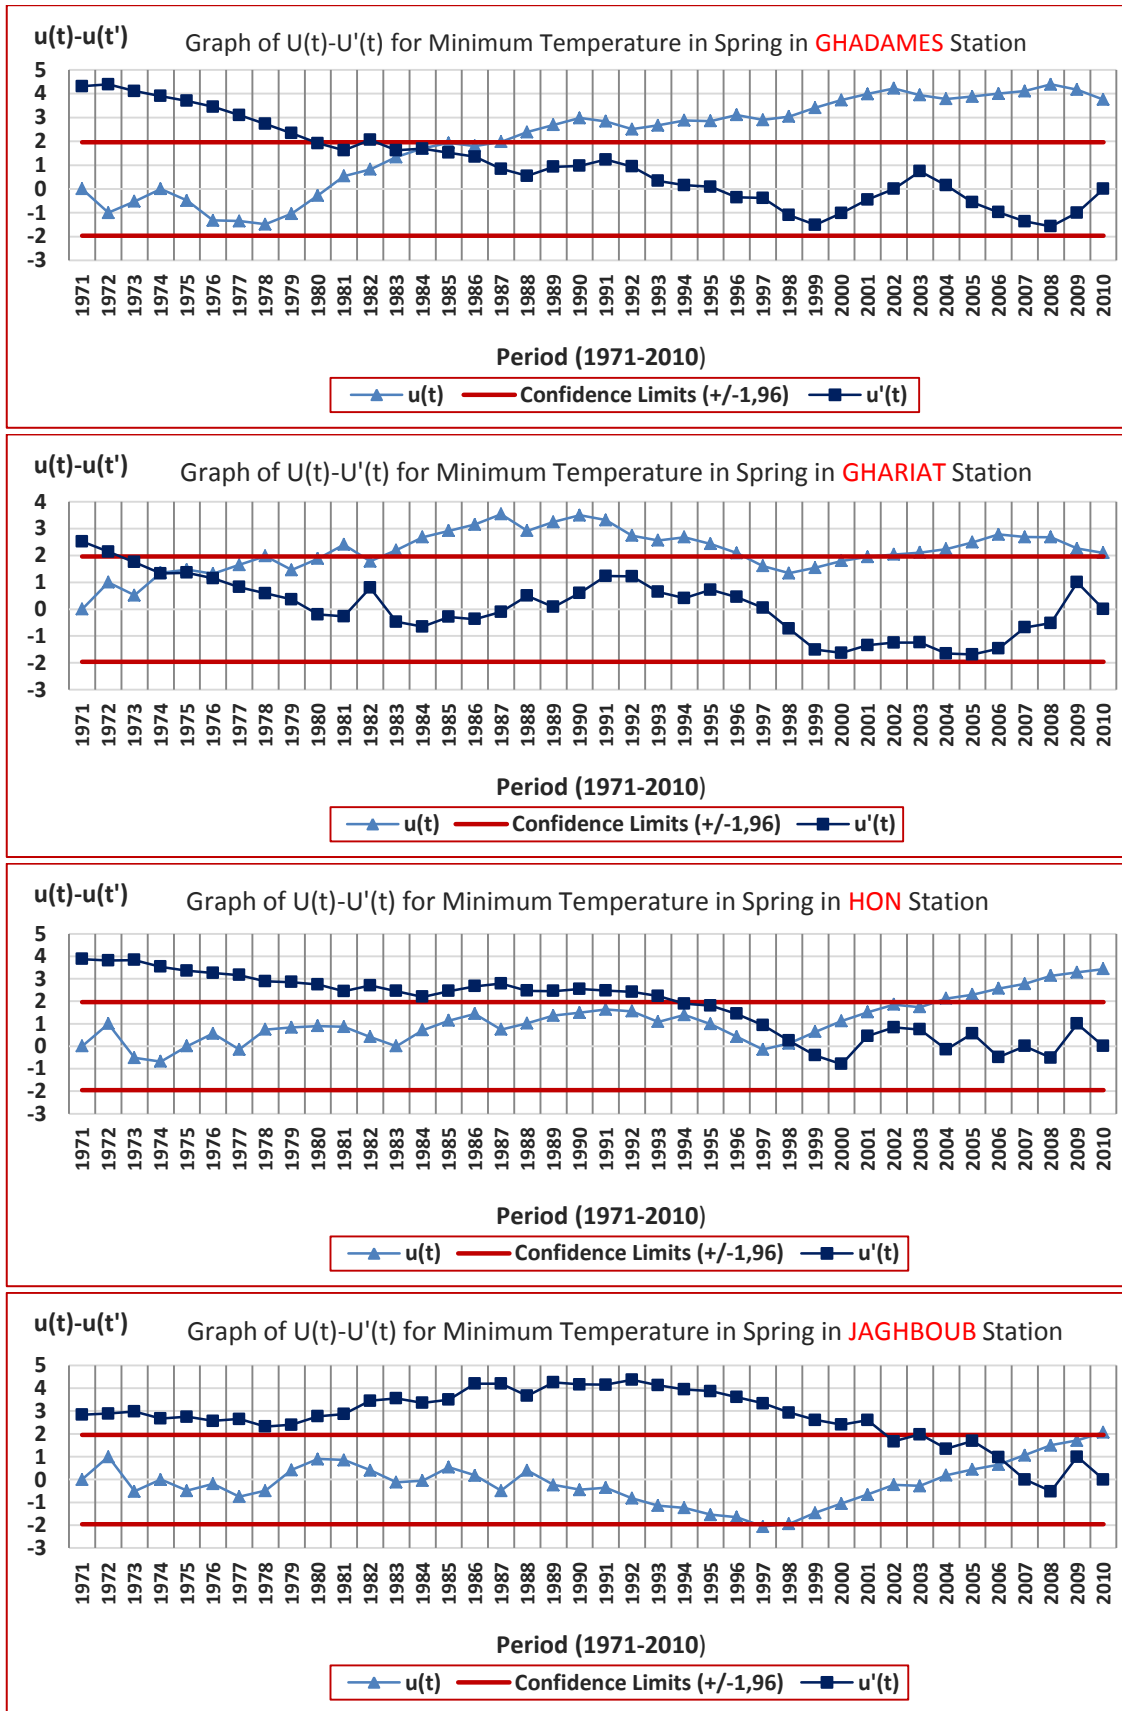 u(t)-u(t')
Graph of U(t)-U'(t) for Minimum Temperature in Spring in GHADAMES Station
5
4
3
2
1
0
-1
-2
-3
1971 1972 1973 1974 1975 1976 1977 1978 1979 1980 1981 1982 1983 1984 1985 1986 1987 1988 1989 1990 1991 1992 1993 1994 1995 1996 1997 1998 1999 2000 2001 2002 2003 2004 2005 2006 2007 2008 2009 2010
Period (1971-2010)
u(t) Confidence Limits (+/-1,96) u'(t)
u(t)-u(t')
Graph of U(t)-U'(t) for Minimum Temperature in Spring in GHARIAT Station
4
3
2
1
0
-1
-2
-3
1971 1972 1973 1974 1975 1976 1977 1978 1979 1980 1981 1982 1983 1984 1985 1986 1987 1988 1989 1990 1991 1992 1993 1994 1995 1996 1997 1998 1999 2000 2001 2002 2003 2004 2005 2006 2007 2008 2009 2010
Period (1971-2010)
u(t) Confidence Limits (+/-1,96) u'(t)
u(t)-u(t')
Graph of U(t)-U'(t) for Minimum Temperature in Spring in HON Station
5
4
3
2
1
0
-1
-2
-3
1971 1972 1973 1974 1975 1976 1977 1978 1979 1980 1981 1982 1983 1984 1985 1986 1987 1988 1989 1990 1991 1992 1993 1994 1995 1996 1997 1998 1999 2000 2001 2002 2003 2004 2005 2006 2007 2008 2009 2010
Period (1971-2010)
u(t) Confidence Limits (+/-1,96) u'(t)
u(t)-u(t')
Graph of U(t)-U'(t) for Minimum Temperature in Spring in JAGHBOUB Station
5
4
3
2
1
0
-1
-2
-3
1971 1972 1973 1974 1975 1976 1977 1978 1979 1980 1981 1982 1983 1984 1985 1986 1987 1988 1989 1990 1991 1992 1993 1994 1995 1996 1997 1998 1999 2000 2001 2002 2003 2004 2005 2006 2007 2008 2009 2010
Period (1971-2010)
u(t) Confidence Limits (+/-1,96) u'(t)